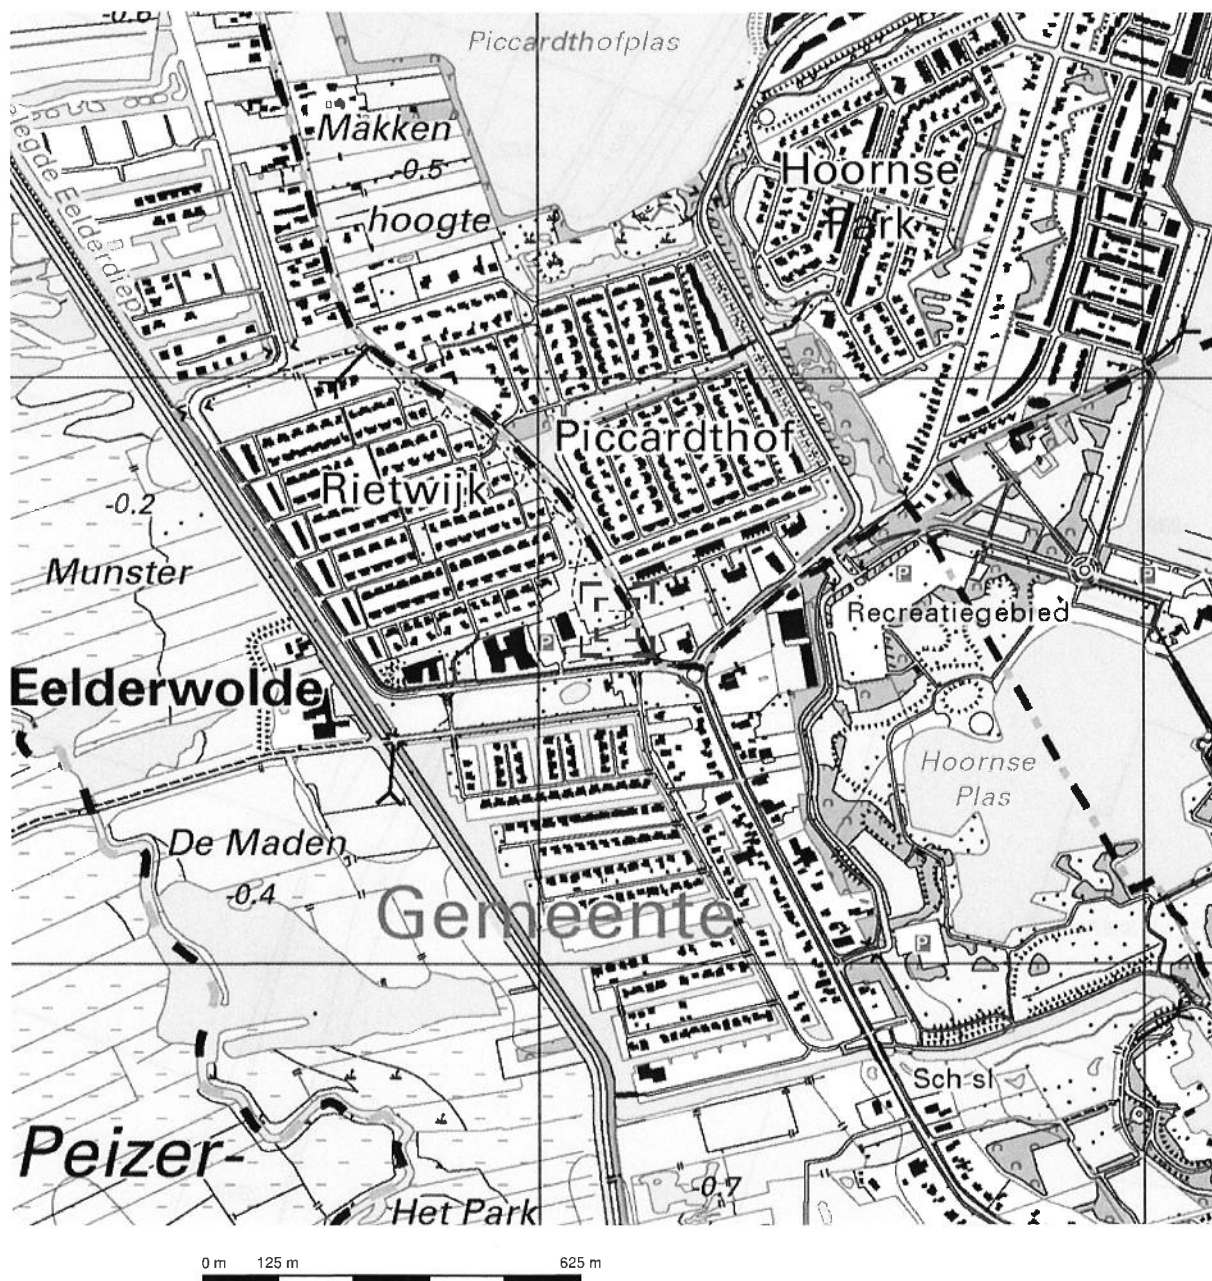 -0.6
Piccardthofplas
Makken
-0.5
hoogte
Hoornse
Park
Eelderdiep
Piccardthof
Rietwijk
-0.2
Munster
P
P
Recreatiegebied
P
Eelderwolde
Hoornse
Plas
De Maden
-0.4
Gemeente
P
Sch sl
Peizer-
-0.7
Het Park
0 m 125 m 625 m